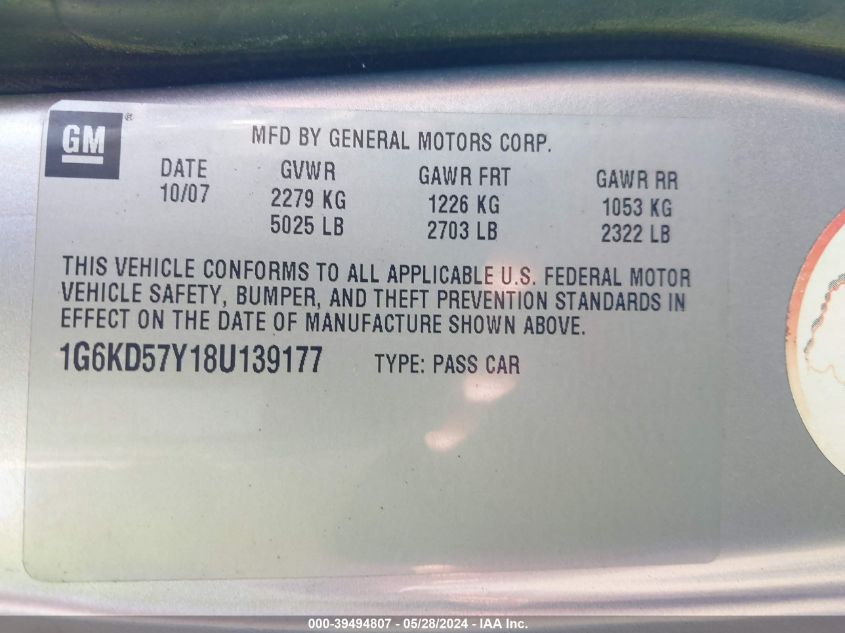 GM®
MFD BY GENERAL MOTORS CORP.
DATE GVWR GAWR FRT GAWR RR
10/07 2279 KG 1226 KG 1053 KG
5025 LB 2703 LB 2322 LB
THIS VEHICLE CONFORMS TO ALL APPLICABLE U.S. FEDERAL MOTOR
VEHICLE SAFETY, BUMPER, AND THEFT PREVENTION STANDARDS IN
EFFECT ON THE DATE OF MANUFACTURE SHOWN ABOVE.
1G6KD57Y18U139177 TYPE: PASS CAR
000-39494807 - 05/28/2024 - IAA Inc.